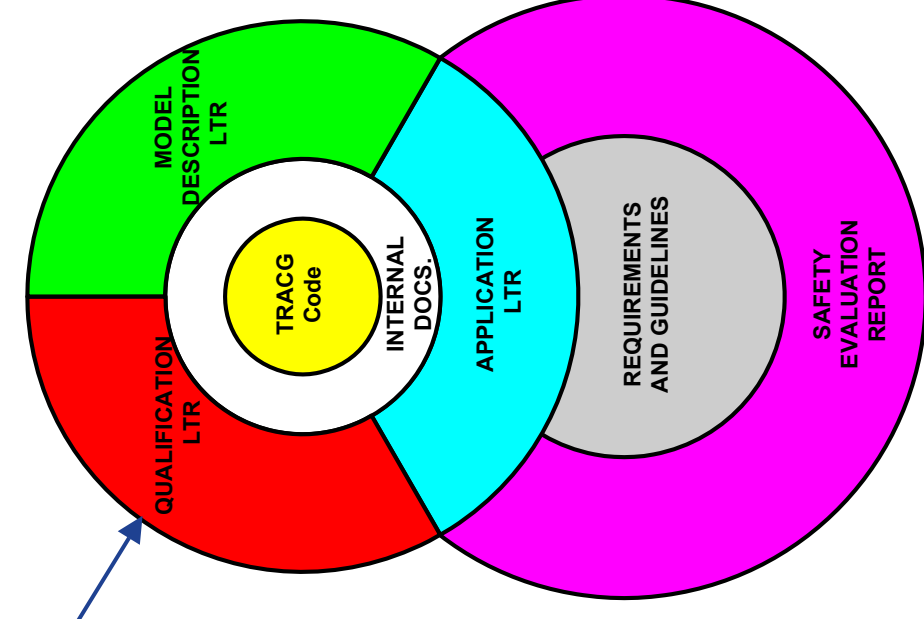 MODEL
DESCRIPTION
LTR
QUALIFICATION
LTR
TRACG
Code
INTERNAL
DOCS.
APPLICATION
LTR
REQUIREMENTS
AND GUIDELINES
SAFETY
EVALUATION
REPORT